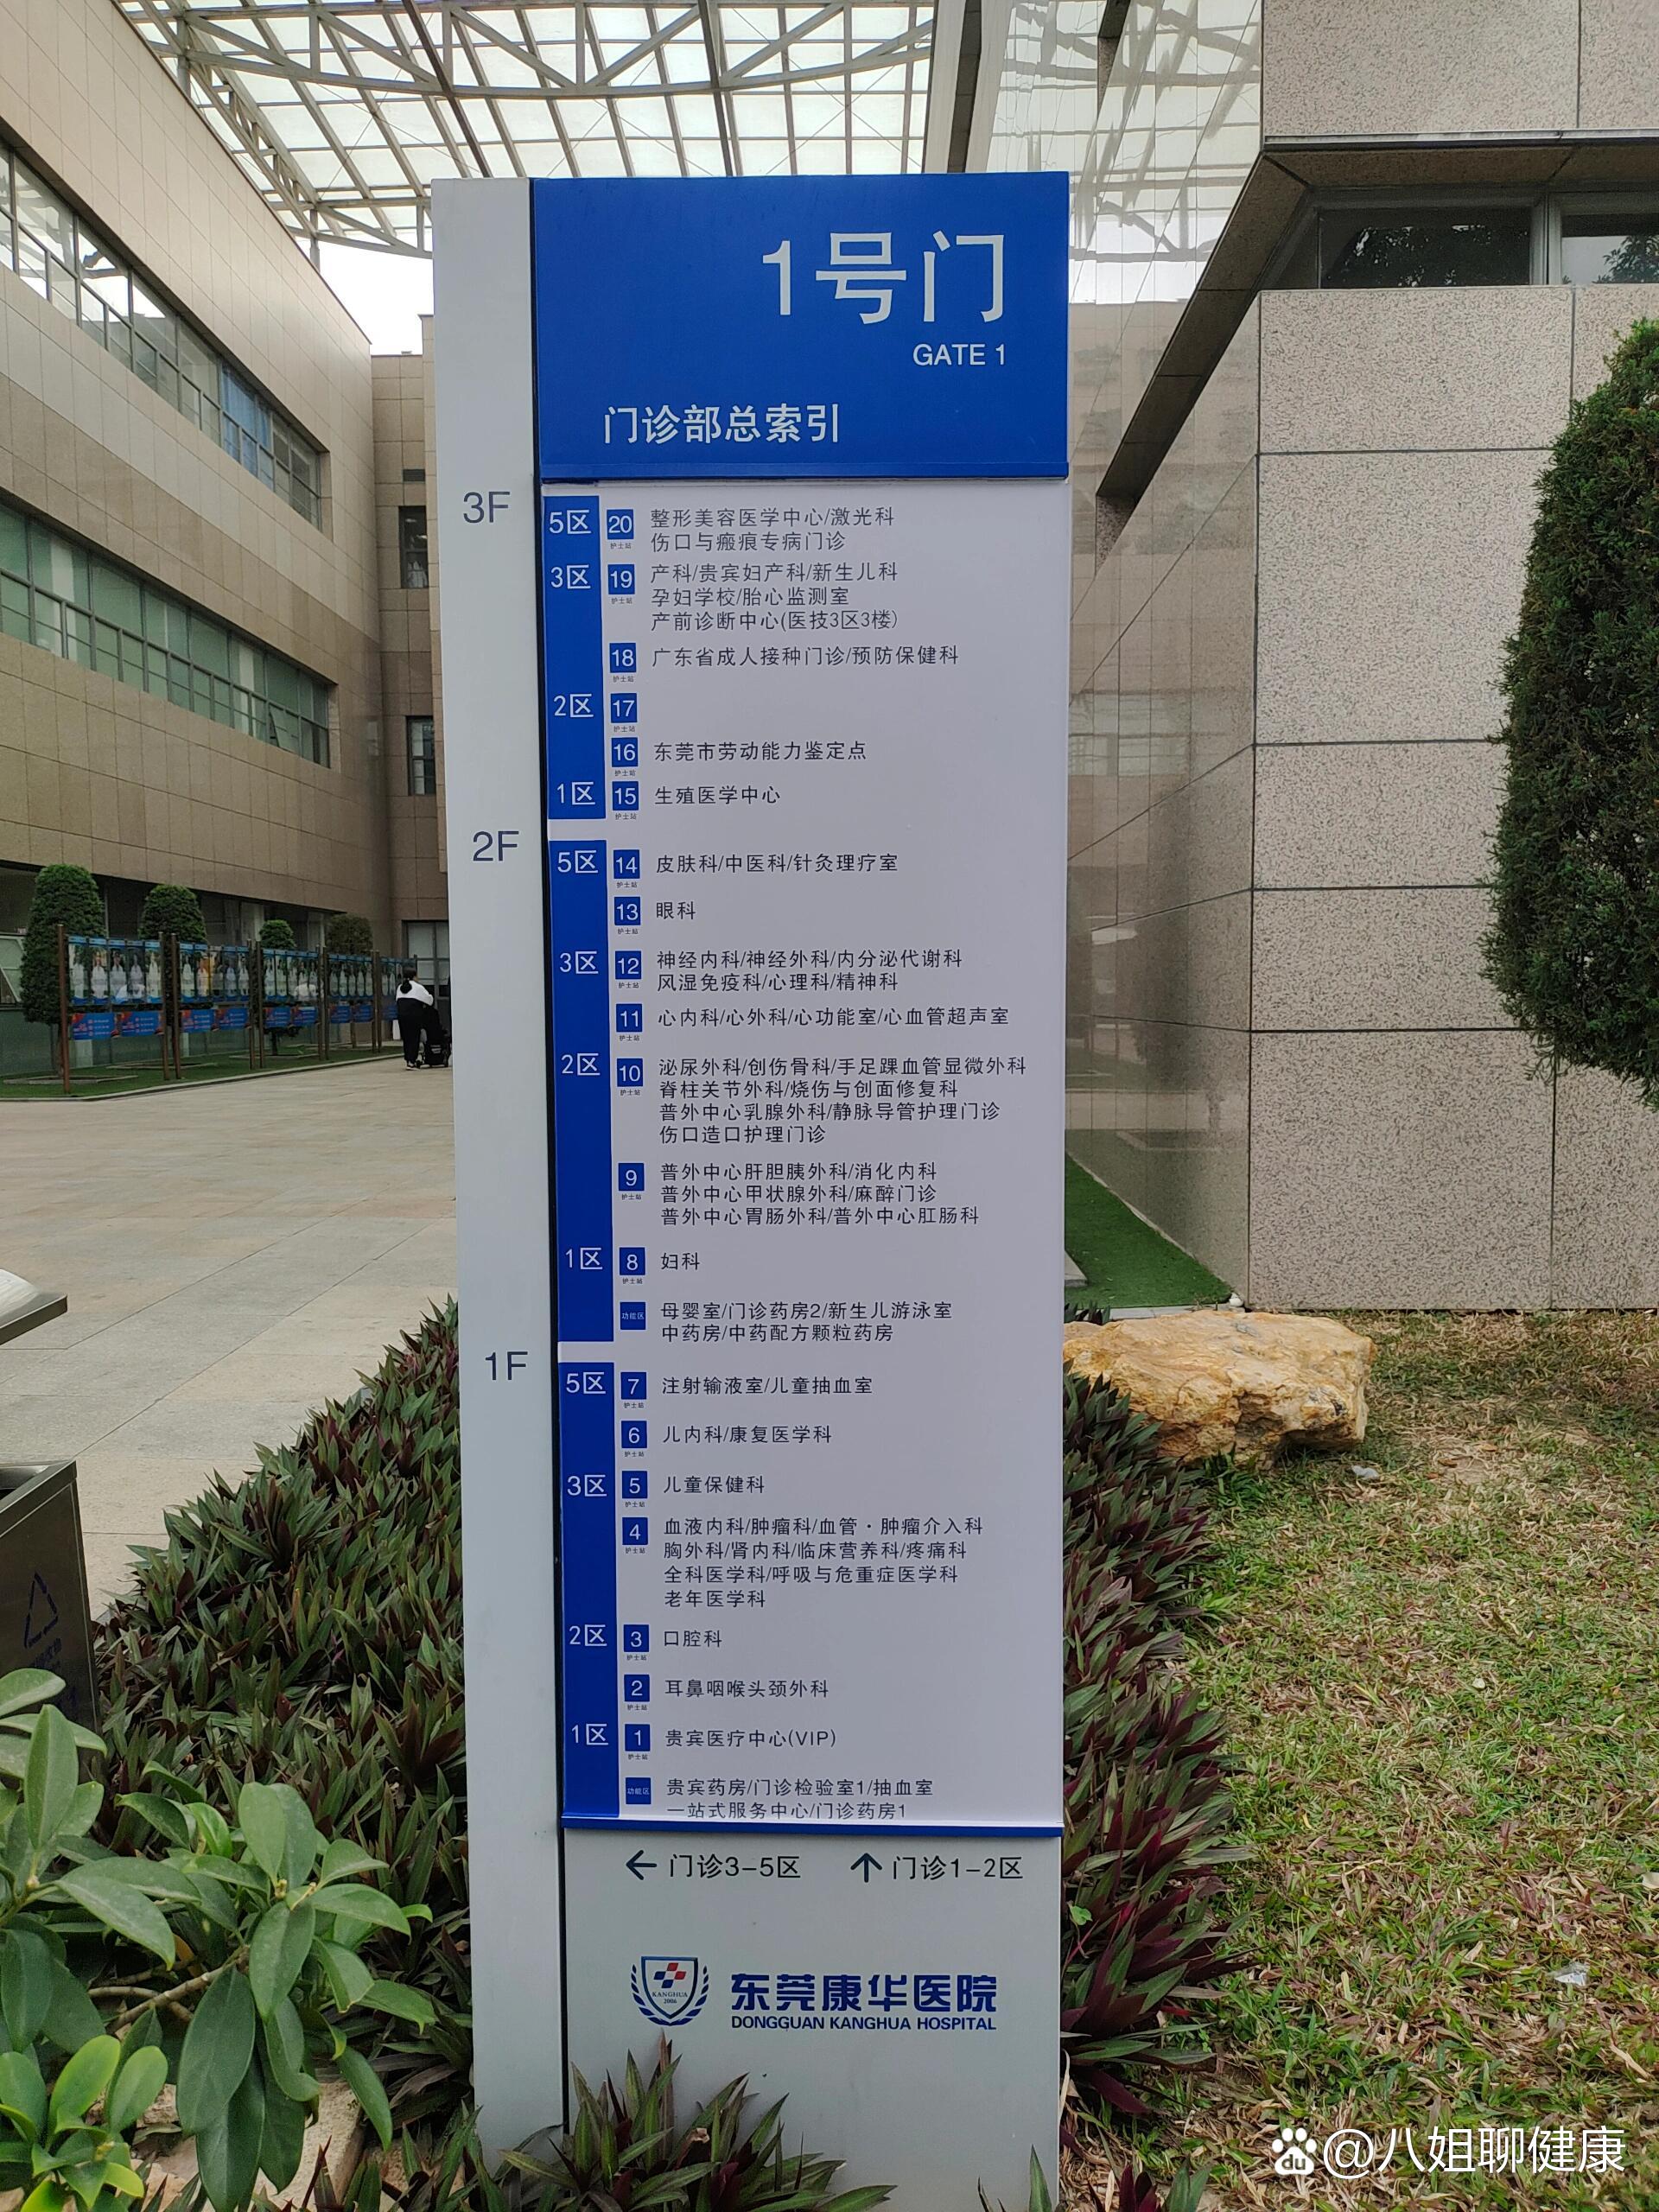 1号门
GATE 1
门诊部总索引
3F
5区 20 整形美容医学中心/激光科
护士站 伤口与瘢痕专病门诊
3区 19 产科/贵宾妇产科/新生儿科
护士站 孕妇学校/胎心监测室
产前诊断中心(医技3区3楼)
18 广东省成人接种门诊/预防保健科
护士站
2区 17
护士站
16 东莞市劳动能力鉴定点
护士站
1区 15 生殖医学中心
护士站
2F
5区 14 皮肤科/中医科/针灸理疗室
护士站
13 眼科
护士站
3区 12 神经内科/神经外科/内分泌代谢科
护士站 风湿免疫科/心理科/精神科
11 心内科/心外科/心功能室/心血管超声室
护士站
2区 10 泌尿外科/创伤骨科/手足踝血管显微外科
护士站 脊柱关节外科/烧伤与创面修复科
普外中心乳腺外科/静脉导管护理门诊
伤口造口护理门诊
9 普外中心肝胆胰外科/消化内科
护士站 普外中心甲状腺外科/麻醉门诊
普外中心胃肠外科/普外中心肛肠科
1区 8 妇科
护士站
功能区 母婴室/门诊药房2/新生儿游泳室
中药房/中药配方颗粒药房
1F
5区 7 注射输液室/儿童抽血室
护士站
6 儿内科/康复医学科
护士站
3区 5 儿童保健科
护士站
4 血液内科/肿瘤科/血管·肿瘤介入科
护士站 胸外科/肾内科/临床营养科/疼痛科
全科医学科/呼吸与危重症医学科
老年医学科
2区 3 口腔科
护士站
2 耳鼻咽喉头颈外科
护士站
1区 1 贵宾医疗中心(VIP)
护士站
功能区 贵宾药房/门诊检验室1/抽血室
一站式服务中心/门诊药房1
← 门诊3-5区 ↑ 门诊1-2区
KANGHUA
2006
东莞康华医院
DONGGUAN KANGHUA HOSPITAL
du @八姐聊健康